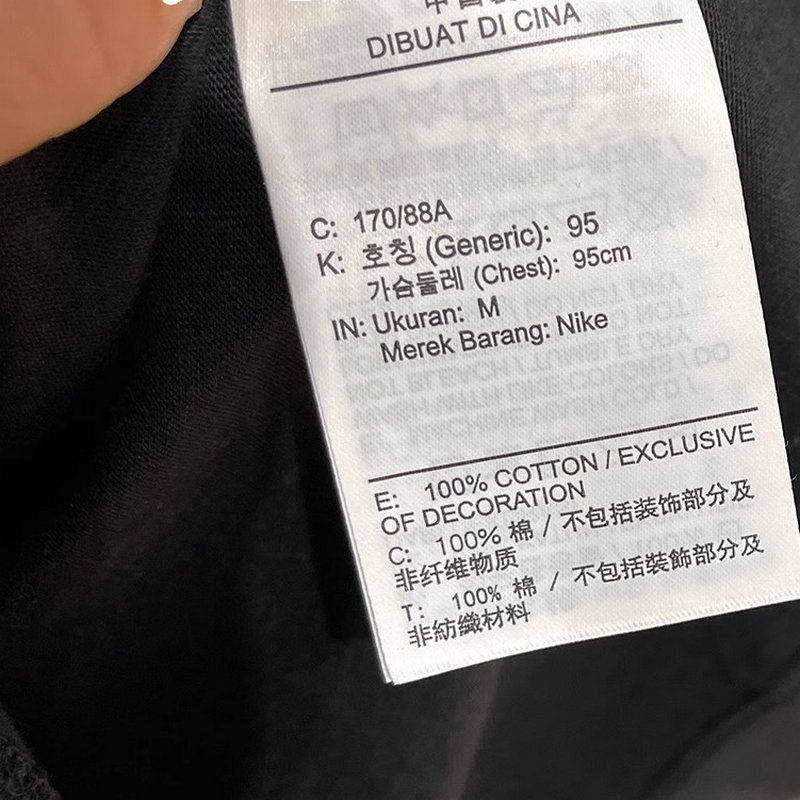 DIBUAT DI CINA
C: 170/88A
K: 호칭 (Generic): 95
가슴둘레 (Chest): 95cm
IN: Ukuran: M
Merek Barang: Nike
E: 100% COTTON / EXCLUSIVE
OF DECORATION
C: 100% 棉 / 不包括装饰部分及
非纤维物质
T: 100% 棉 / 不包括裝飾部分及
非紡織材料